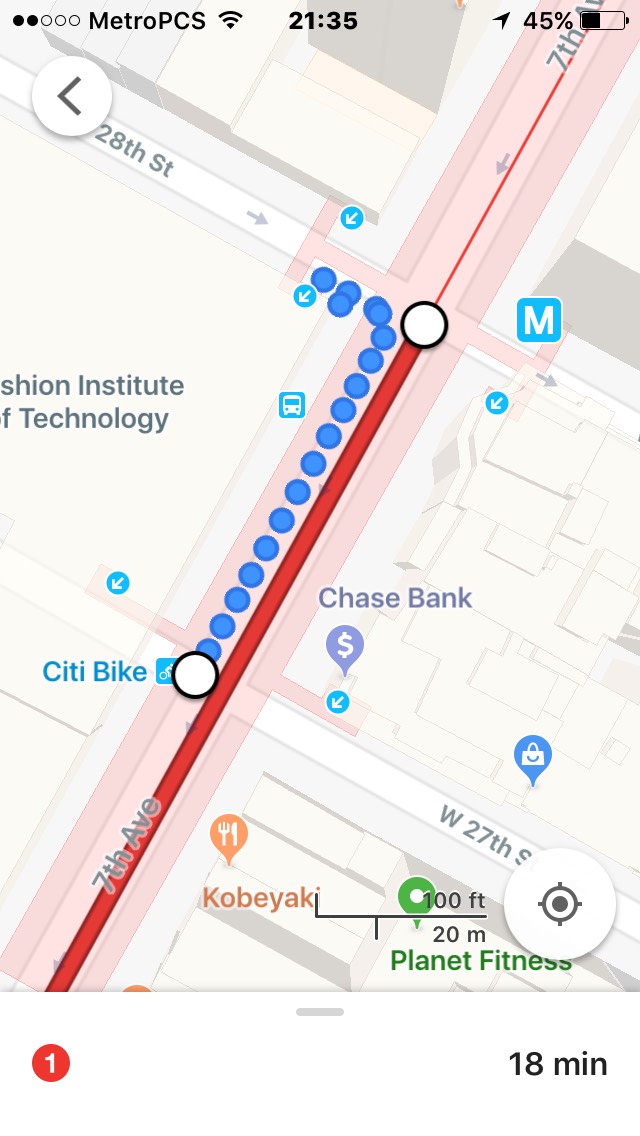 MetroPCS
21:35
45%
7th Av
28th St
M
shion Institute
f Technology
Chase Bank
$
Citi Bike
W 27th S
7th Ave
Kobeyaki
100 ft
20 m
Planet Fitness
1
18 min